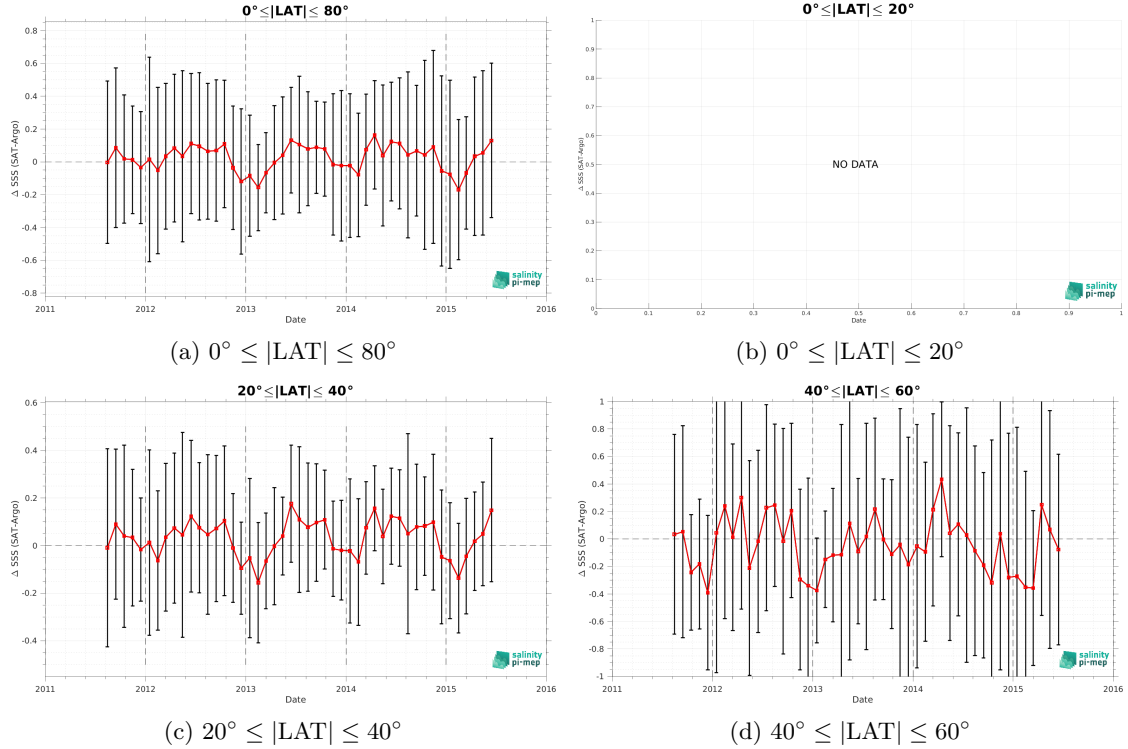 0°≤|LAT|≤ 80°
0.8
0.6
0.4
0.2
0
-0.2
-0.4
-0.6
-0.8
Δ SSS (SAT-Argo)
2011 2012 2013 2014 2015 2016
Date
salinity
pi-mep
(a) 0° ≤ |LAT| ≤ 80°
0°≤|LAT|≤ 20°
1
0.9
0.8
0.7
0.6
0.5
0.4
0.3
0.2
0.1
0
Δ SSS (SAT-Argo)
NO DATA
0 0.1 0.2 0.3 0.4 0.5 0.6 0.7 0.8 0.9 1
Date
salinity
pi-mep
(b) 0° ≤ |LAT| ≤ 20°
20°≤|LAT|≤ 40°
0.6
0.4
0.2
0
-0.2
-0.4
Δ SSS (SAT-Argo)
2011 2012 2013 2014 2015 2016
Date
salinity
pi-mep
(c) 20° ≤ |LAT| ≤ 40°
40°≤|LAT|≤ 60°
1
0.8
0.6
0.4
0.2
0
-0.2
-0.4
-0.6
-0.8
-1
Δ SSS (SAT-Argo)
2011 2012 2013 2014 2015 2016
Date
salinity
pi-mep
(d) 40° ≤ |LAT| ≤ 60°